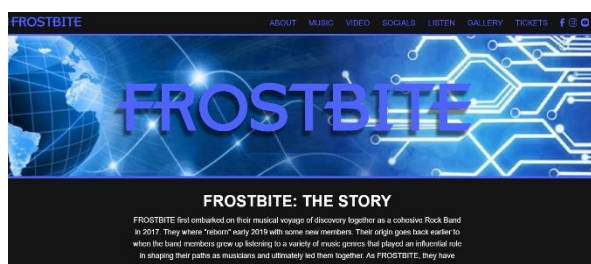 FROSTBITE ABOUT MUSIC VIDEO SOCIALS LISTEN GALLERY TICKETS
FROSTBITE
FROSTBITE: THE STORY
FROSTBITE first embarked on their musical voyage of discovery together as a cohesive Rock Band
in 2017. They where "reborn" early 2019 with some new members. Their origin goes back earlier to
when the band members grew up listening to a variety of music genres that played an influential role
in shaping their paths as musicians and ultimately led them together. As FROSTBITE, they have